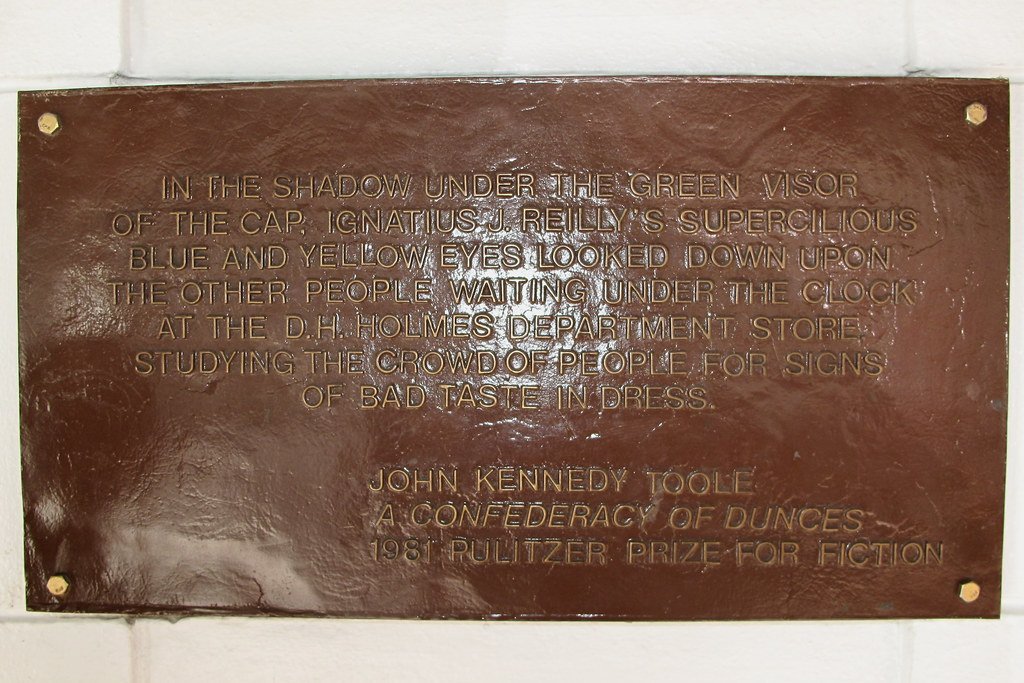 IN THE SHADOW UNDER THE GREEN VISOR
OF THE CAP, IGNATIUS J. REILLY'S SUPERCILIOUS
BLUE AND YELLOW EYES LOOKED DOWN UPON
THE OTHER PEOPLE WAITING UNDER THE CLOCK
AT THE D.H. HOLMES DEPARTMENT STORE,
STUDYING THE CROWD OF PEOPLE FOR SIGNS
OF BAD TASTE IN DRESS.
JOHN KENNEDY TOOLE
A CONFEDERACY OF DUNCES
1981 PULITZER PRIZE FOR FICTION